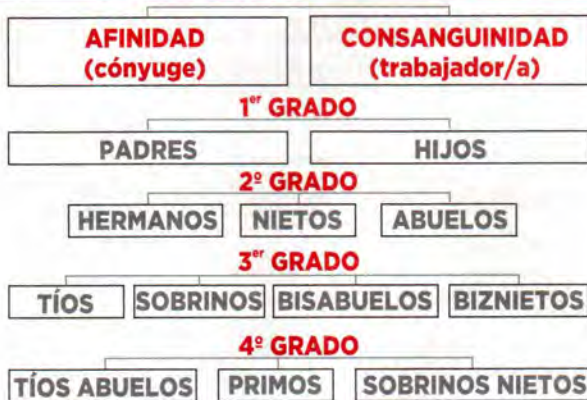 AFINIDAD CONSANGUINIDAD
(cónyuge) (trabajador/a)
1er GRADO
PADRES HIJOS
2º GRADO
HERMANOS NIETOS ABUELOS
3er GRADO
TÍOS SOBRINOS BISABUELOS BIZNIETOS
4º GRADO
TÍOS ABUELOS PRIMOS SOBRINOS NIETOS